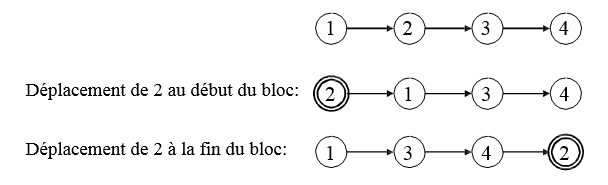 1 2 3 4
Déplacement de 2 au début du bloc: 2 1 3 4
Déplacement de 2 à la fin du bloc: 1 3 4 2